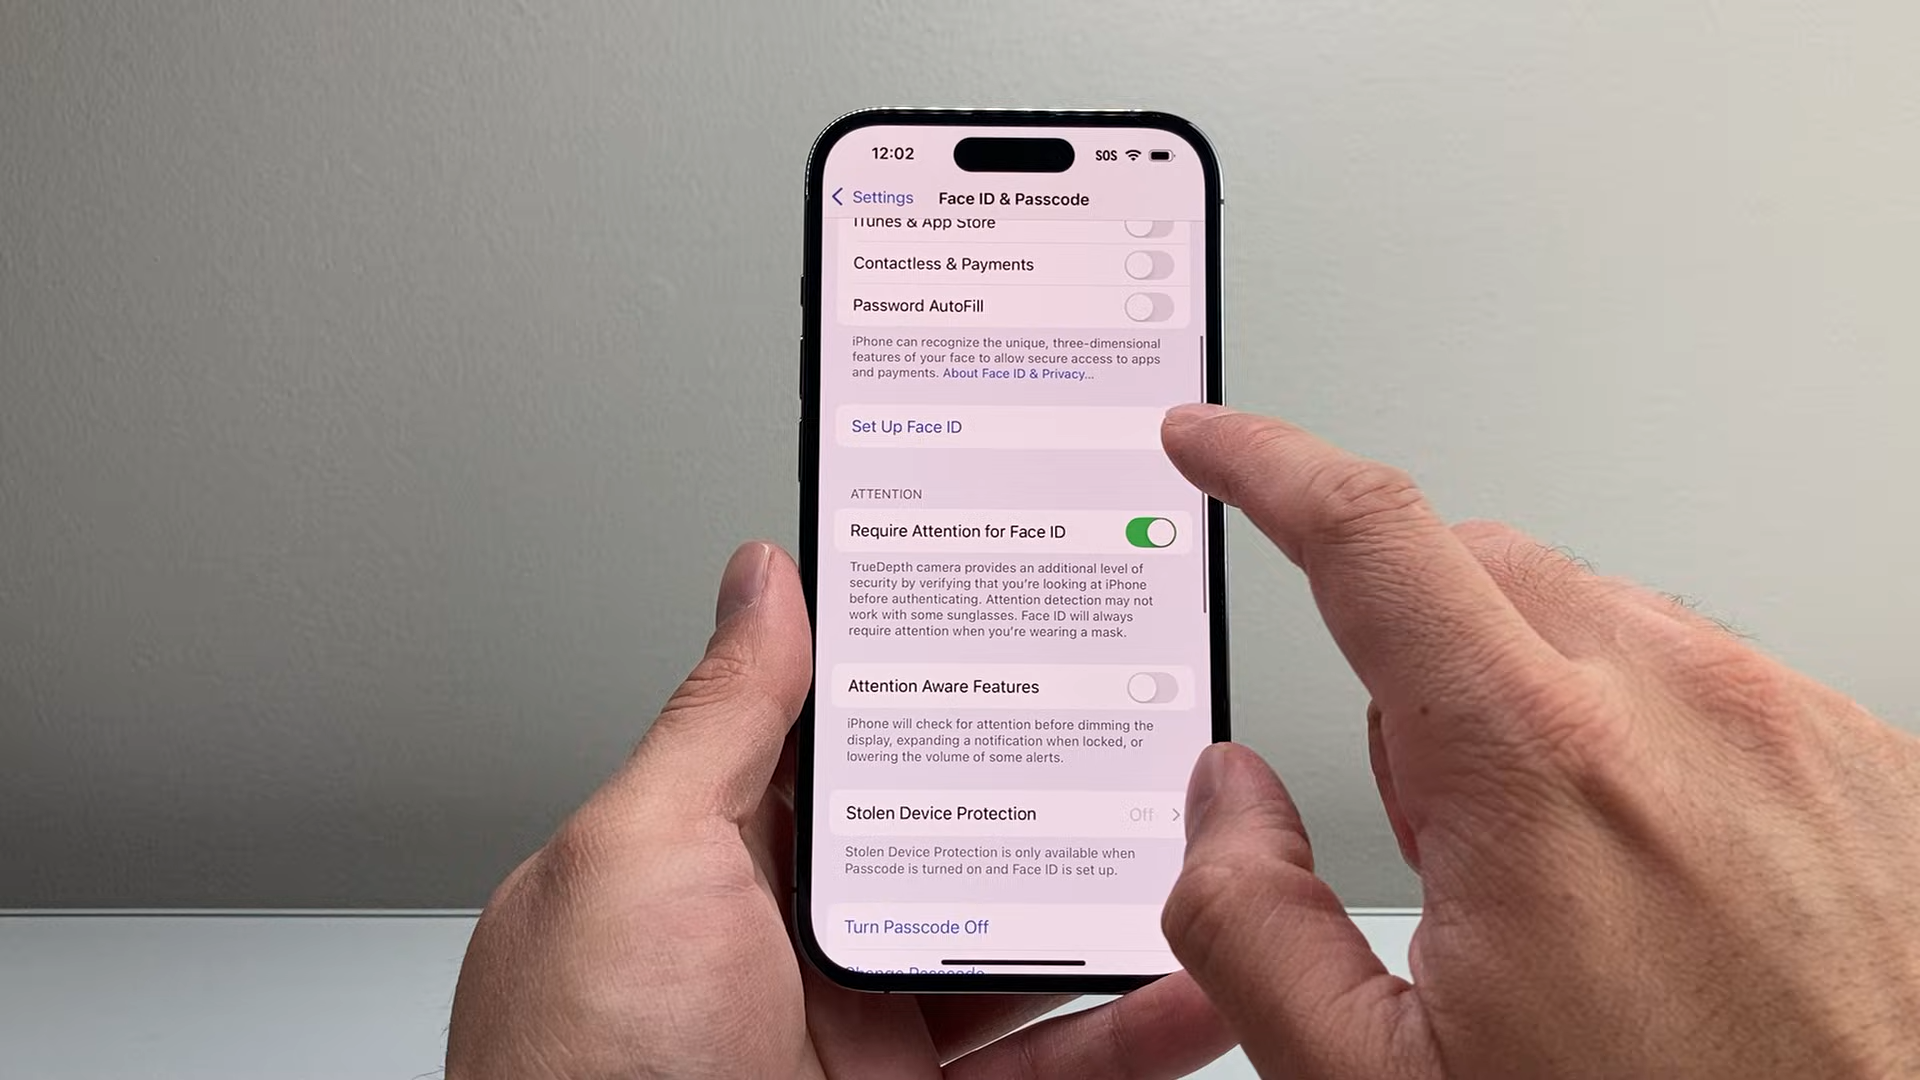 12:02 SOS
Settings Face ID & Passcode
iTunes & App Store
Contactless & Payments
Password AutoFill
iPhone can recognize the unique, three-dimensional
features of your face to allow secure access to apps
and payments. About Face ID & Privacy...
Set Up Face ID
ATTENTION
Require Attention for Face ID
TrueDepth camera provides an additional level of
security by verifying that you're looking at iPhone
before authenticating. Attention detection may not
work with some sunglasses. Face ID will always
require attention when you're wearing a mask.
Attention Aware Features
iPhone will check for attention before dimming the
display, expanding a notification when locked, or
lowering the volume of some alerts.
Stolen Device Protection Off
Stolen Device Protection is only available when
Passcode is turned on and Face ID is set up.
Turn Passcode Off
Change Passcode